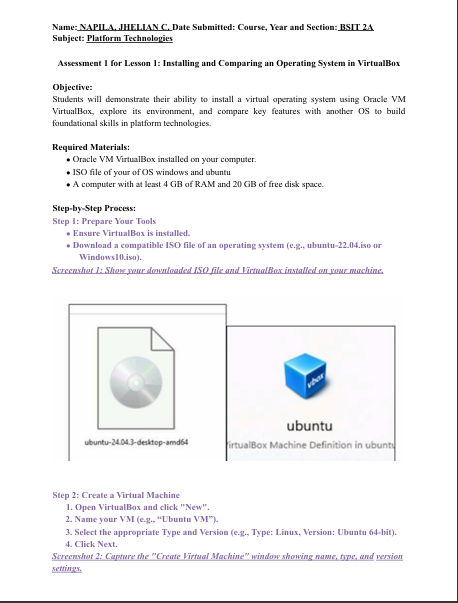 Name: NAPILA, JHELIAN C. Date Submitted: Course, Year and Section: BSIT 2A
Subject: Platform Technologies
Assessment 1 for Lesson 1: Installing and Comparing an Operating System in VirtualBox
Objective:
Students will demonstrate their ability to install a virtual operating system using Oracle VM
VirtualBox, explore its environment, and compare key features with another OS to build
foundational skills in platform technologies.
Required Materials:
• Oracle VM VirtualBox installed on your computer.
• ISO file of your of OS windows and ubuntu
• A computer with at least 4 GB of RAM and 20 GB of free disk space.
Step-by-Step Process:
Step 1: Prepare Your Tools
• Ensure VirtualBox is installed.
• Download a compatible ISO file of an operating system (e.g., ubuntu-22.04.iso or
Windows10.iso).
Screenshot 1: Show your downloaded ISO file and VirtualBox installed on your machine.
vbox
ubuntu
ubuntu-24.04.3-desktop-amd64
VirtualBox Machine Definition in ubuntu
Step 2: Create a Virtual Machine
1. Open VirtualBox and click "New".
2. Name your VM (e.g., “Ubuntu VM”).
3. Select the appropriate Type and Version (e.g., Type: Linux, Version: Ubuntu 64-bit).
4. Click Next.
Screenshot 2: Capture the "Create Virtual Machine" window showing name, type, and version
settings.